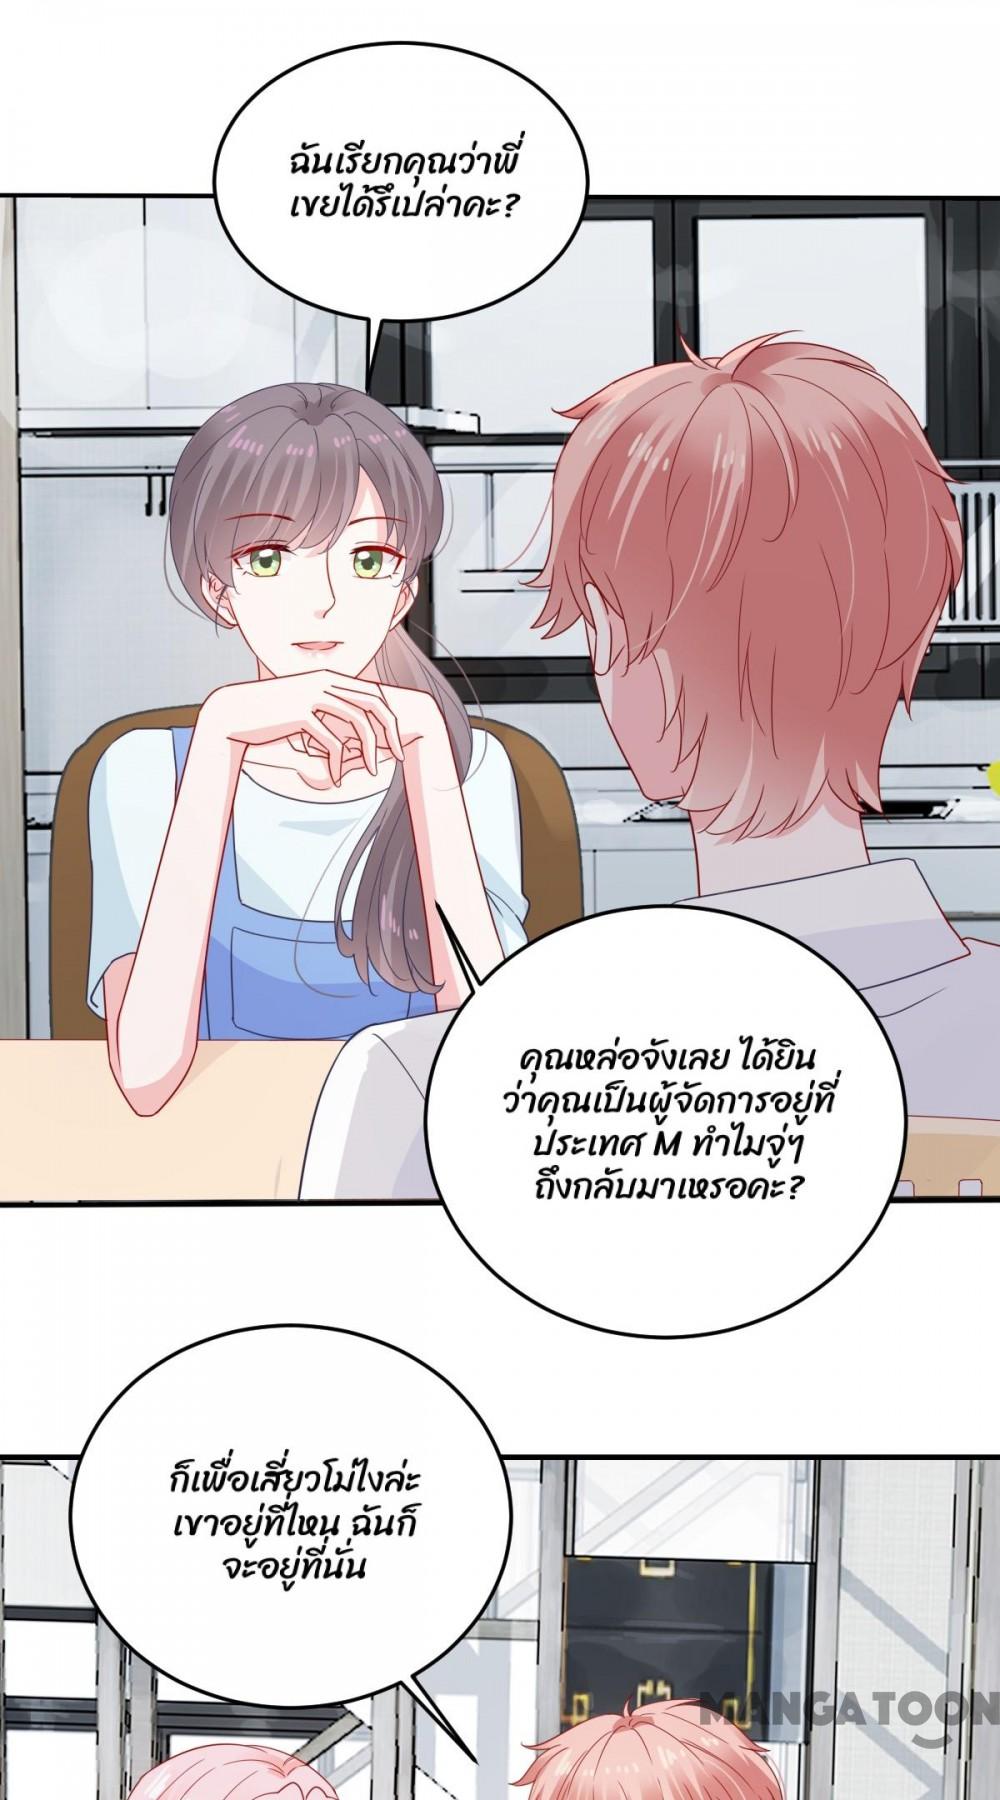 ฉันเรียกคุณว่าพี่
เขยได้รึเปล่าคะ?
คุณหล่อจังเลย ได้ยิน
ว่าคุณเป็นผู้จัดการอยู่ที่
ประเทศ M ทำไมจู่ๆ
ถึงกลับมาเหรอคะ?
ก็เพื่อเสี่ยวโม่ไงล่ะ
เขาอยู่ที่ไหน ฉันก็
จะอยู่ที่นั่น
MANGATOON